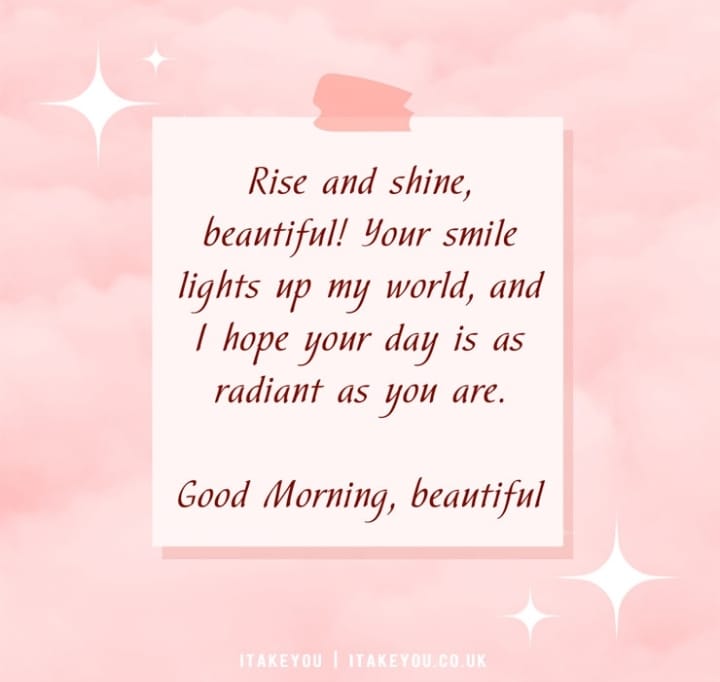 Rise and shine,
beautiful! Your smile
lights up my world, and
I hope your day is as
radiant as you are.
Good Morning, beautiful
ITAKEYOU | ITAKEYOU.CO.UK